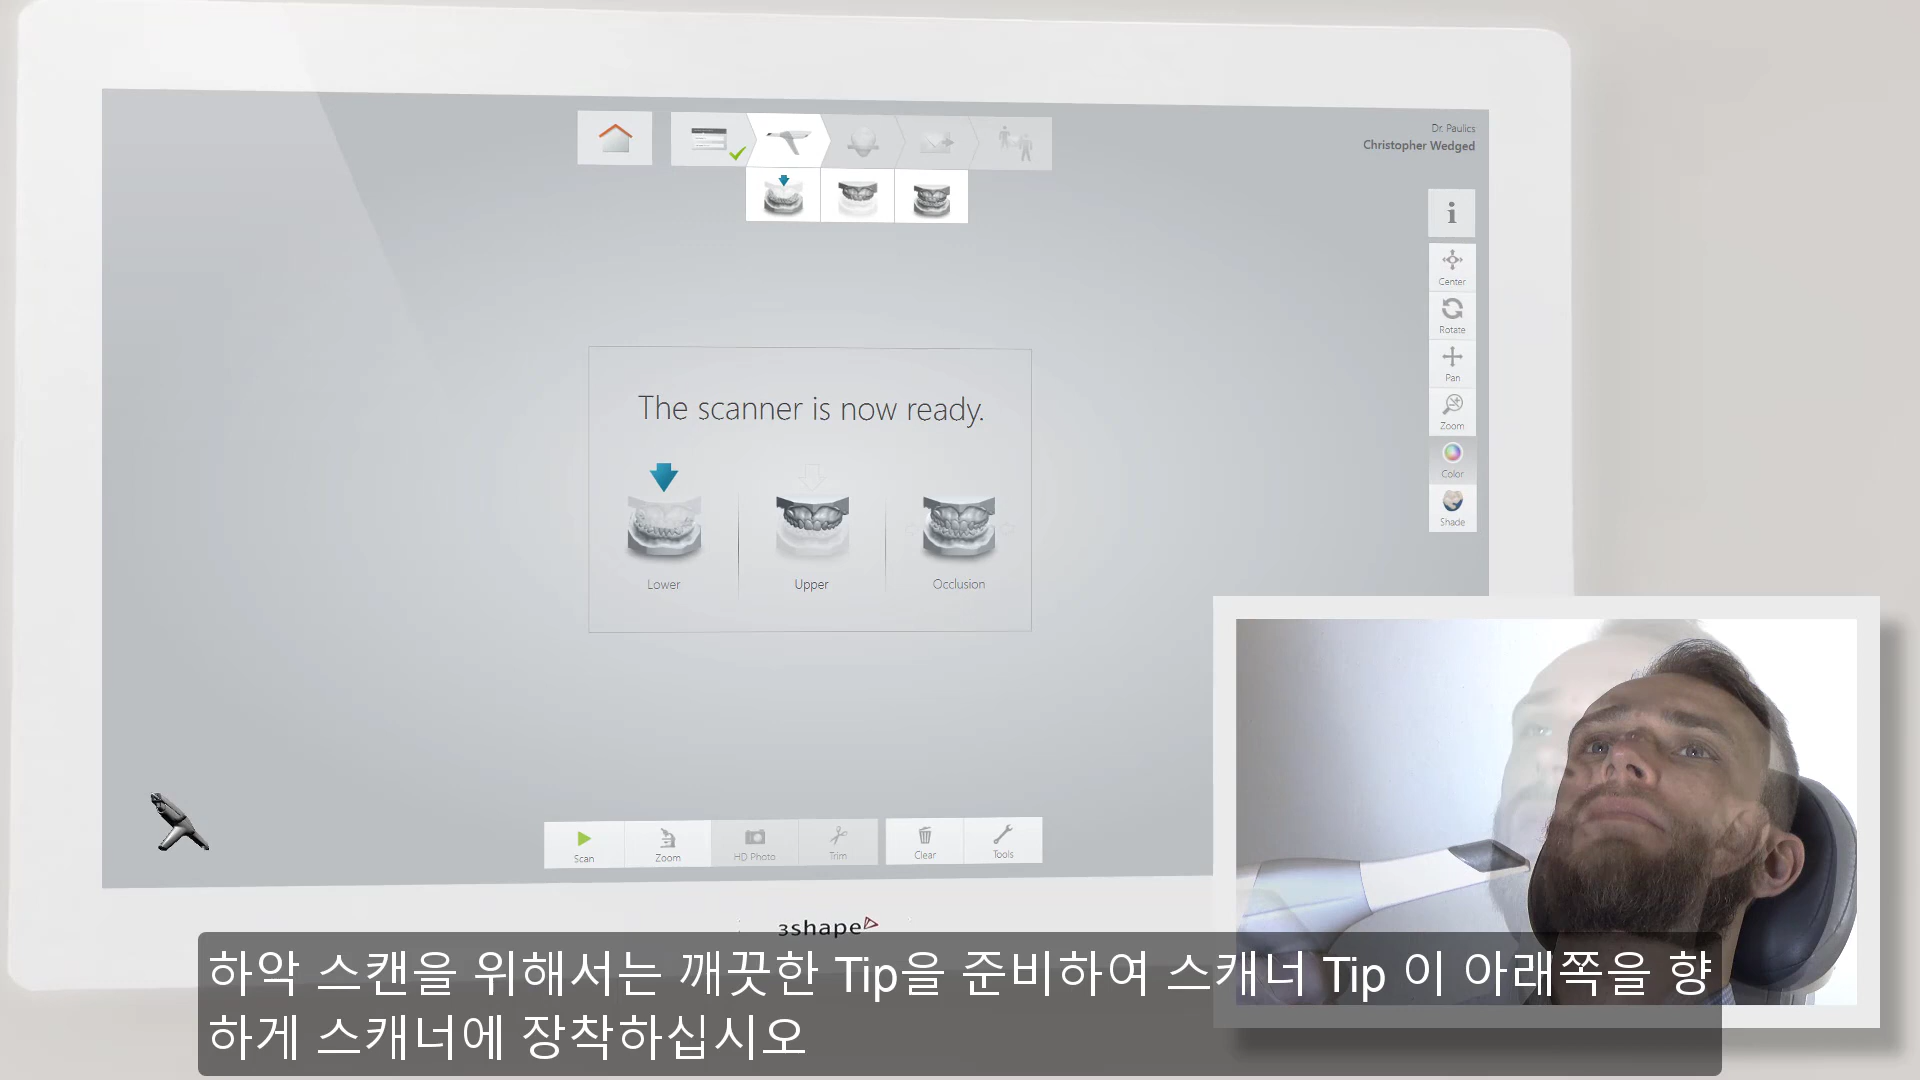 Dr. Paulics
Christopher Wedged
i
Center
Rotate
Pan
Zoom
Color
Shade
The scanner is now ready.
Lower
Upper
Occlusion
Scan
Zoom
HD Photo
Trim
Clear
Tools
3shape
하악 스캔을 위해서는 깨끗한 Tip을 준비하여 스캐너 Tip 이 아래쪽을 향
하게 스캐너에 장착하십시오